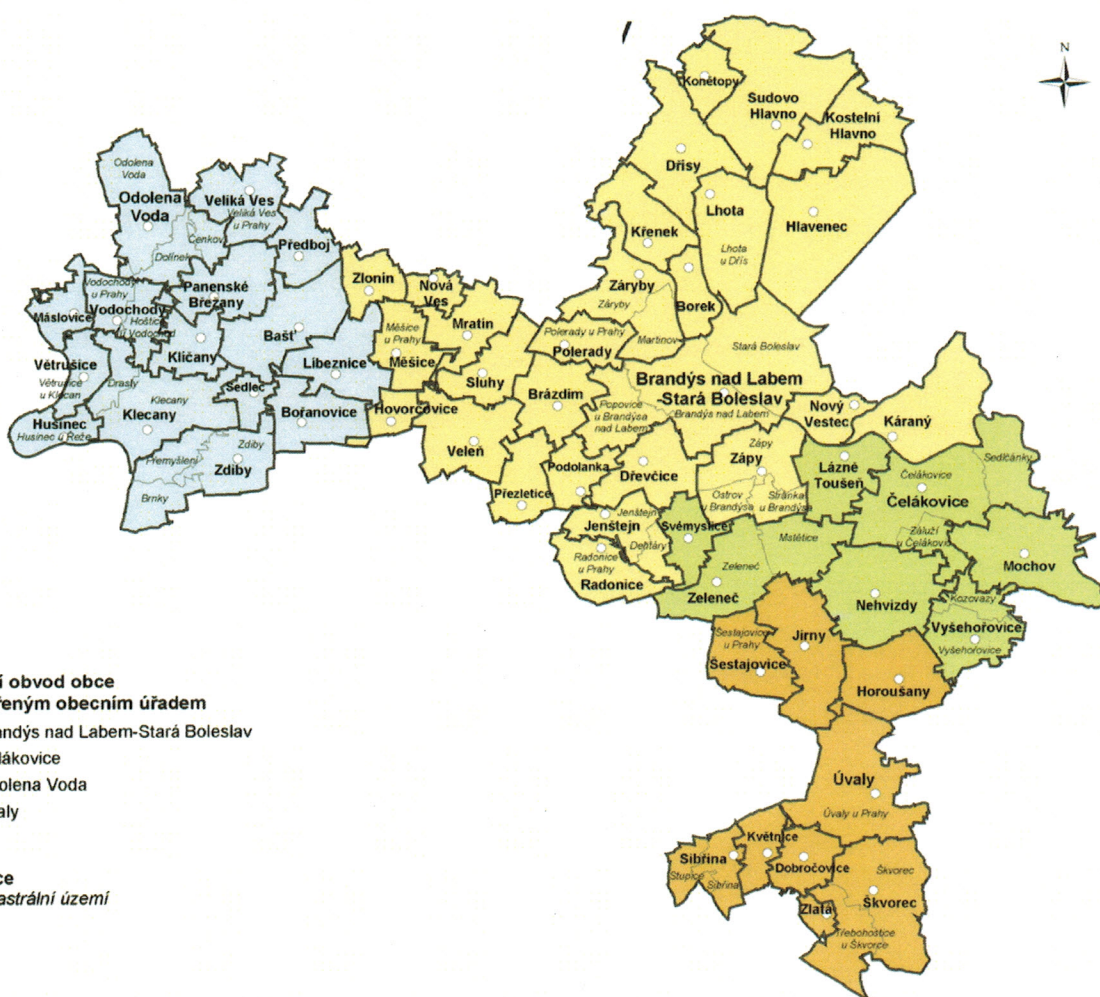 N
Konětopy
Sudovo
Hlavno
Kostelní
Hlavno
Dřísy
Odolena
Voda
Odolena
Voda
Veliká Ves
Veliká Ves
u Prahy
Lhota
Hlavenec
Čenkov
Křenek
Předboj
Dolínek
Lhota
u Dřís
Zlonín
Nová
Ves
Záryby
Záryby
Borek
Vodochody
u Prahy
Panenské
Břežany
Máslovice
Vodochody
Hoštice
u Vodochod
Měšice
u Prahy
Mratín
Polerady u Prahy
Martinov
Stará Boleslav
Bašť
Klíčany
Polerady
Větrušice
Větrušice
u Klecan
Líbeznice
Měšice
Sluhy
Brandýs nad Labem
-Stará Boleslav
Brandýs nad Labem
Drasty
Sedlec
Brázdim
Popovice
u Brandýsa
nad Labem
Klecany
Klecany
Bořanovice
Hovorčovice
Nový
Vestec
Káraný
Husinec
Husinec u Řeže
Zdiby
Zdiby
Přemyšlení
Brnky
Veleň
Zápy
Zápy
Sedlčánky
Podolanka
Dřevčice
Lázně
Toušeň
Čelákovice
Čelákovice
Přezletice
Ostrov
u Brandýsa
Stránka
u Brandýsa
Jenštejn
Jenštejn
Svémyslice
Záluží
u Čelákovic
Dehtáry
Mstětice
Radonice
u Prahy
Radonice
Zeleneč
Zeleneč
Mochov
Nehvizdy
Kozovazy
Vyšehořovice
Vyšehořovice
Šestajovice
u Prahy
Šestajovice
Jirny
Horoušany
í obvod obce
řeným obecním úřadem
andýs nad Labem-Stará Boleslav
lákovice
olena Voda
aly
Úvaly
Úvaly u Prahy
Květnice
Sibřina
Stupice
Sibřina
Dobročovice
Škvorec
Škvorec
ce
astrální území
Zlatá
Třebohostice
u Škvorce